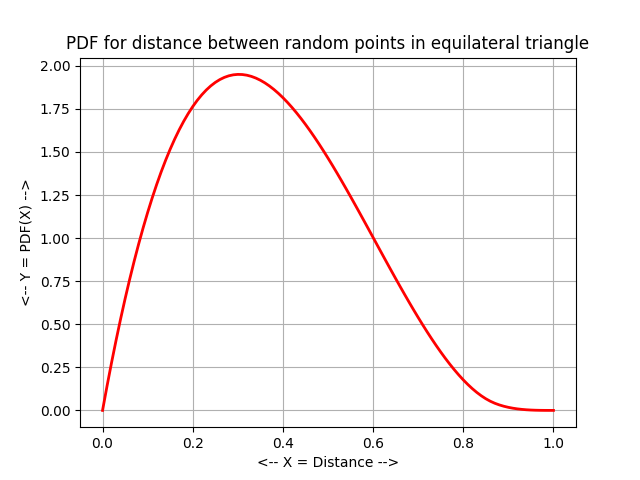 PDF for distance between random points in equilateral triangle
2.00
1.75
1.50
1.25
1.00
0.75
0.50
0.25
0.00
<-- Y = PDF(X) -->
0.0 0.2 0.4 0.6 0.8 1.0
<-- X = Distance -->